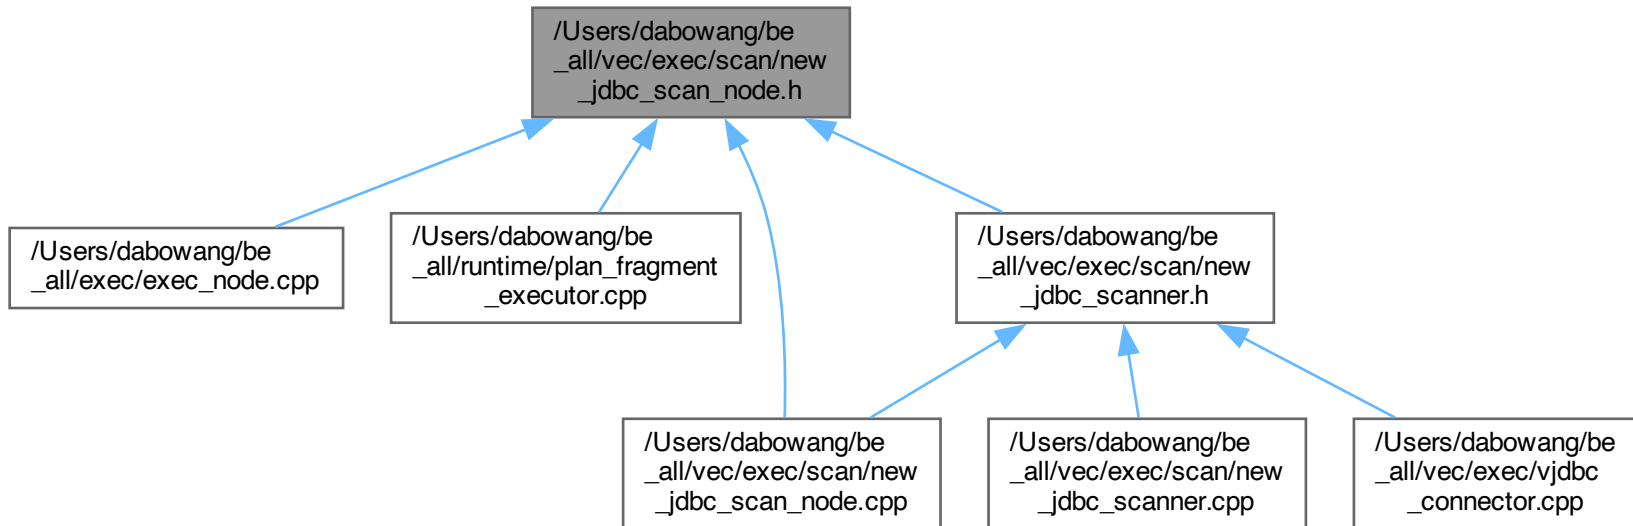 /Users/dabowang/be
_all/vec/exec/scan/new
_jdbc_scan_node.h
/Users/dabowang/be
_all/exec/exec_node.cpp
/Users/dabowang/be
_all/runtime/plan_fragment
_executor.cpp
/Users/dabowang/be
_all/vec/exec/scan/new
_jdbc_scanner.h
/Users/dabowang/be
_all/vec/exec/scan/new
_jdbc_scan_node.cpp
/Users/dabowang/be
_all/vec/exec/scan/new
_jdbc_scanner.cpp
/Users/dabowang/be
_all/vec/exec/vjdbc
_connector.cpp